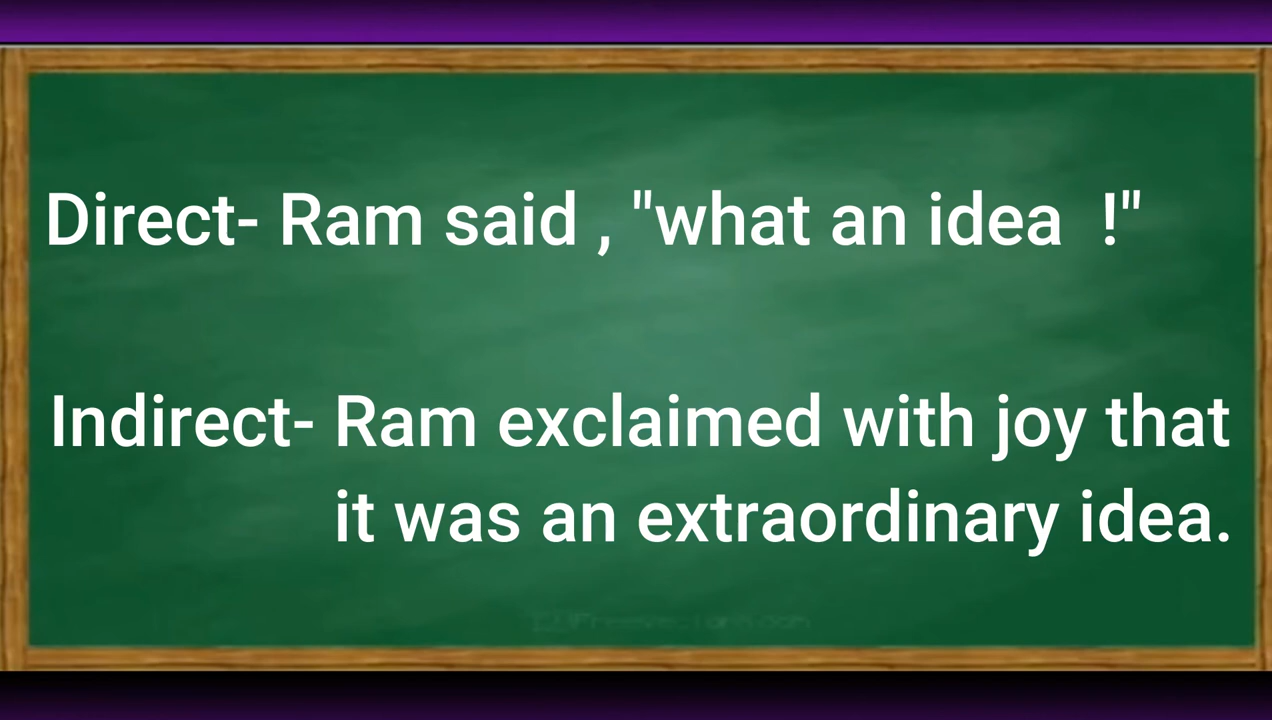 Direct- Ram said , "what an idea  !"
Indirect- Ram exclaimed with joy that
it was an extraordinary idea.